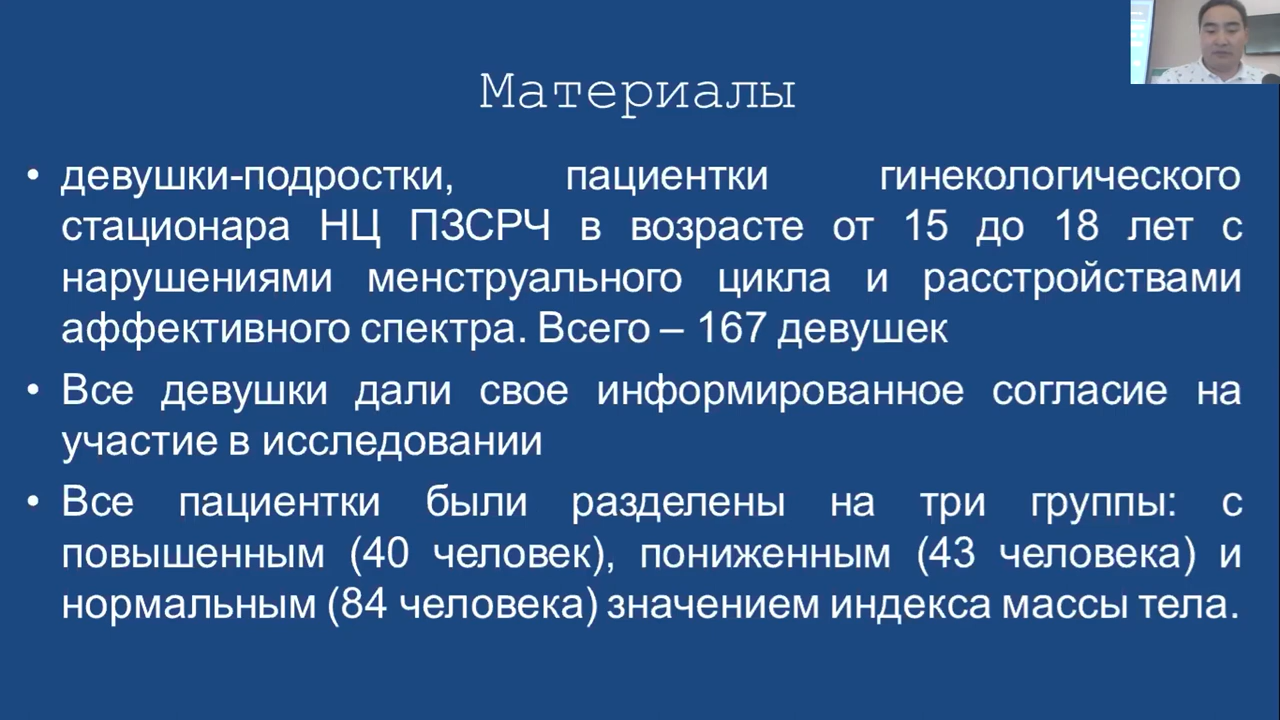 Материалы
• девушки-подростки, пациентки гинекологического
стационара НЦ ПЗСРЧ в возрасте от 15 до 18 лет с
нарушениями менструального цикла и расстройствами
аффективного спектра. Всего – 167 девушек
• Все девушки дали свое информированное согласие на
участие в исследовании
• Все пациентки были разделены на три группы: с
повышенным (40 человек), пониженным (43 человека) и
нормальным (84 человека) значением индекса массы тела.